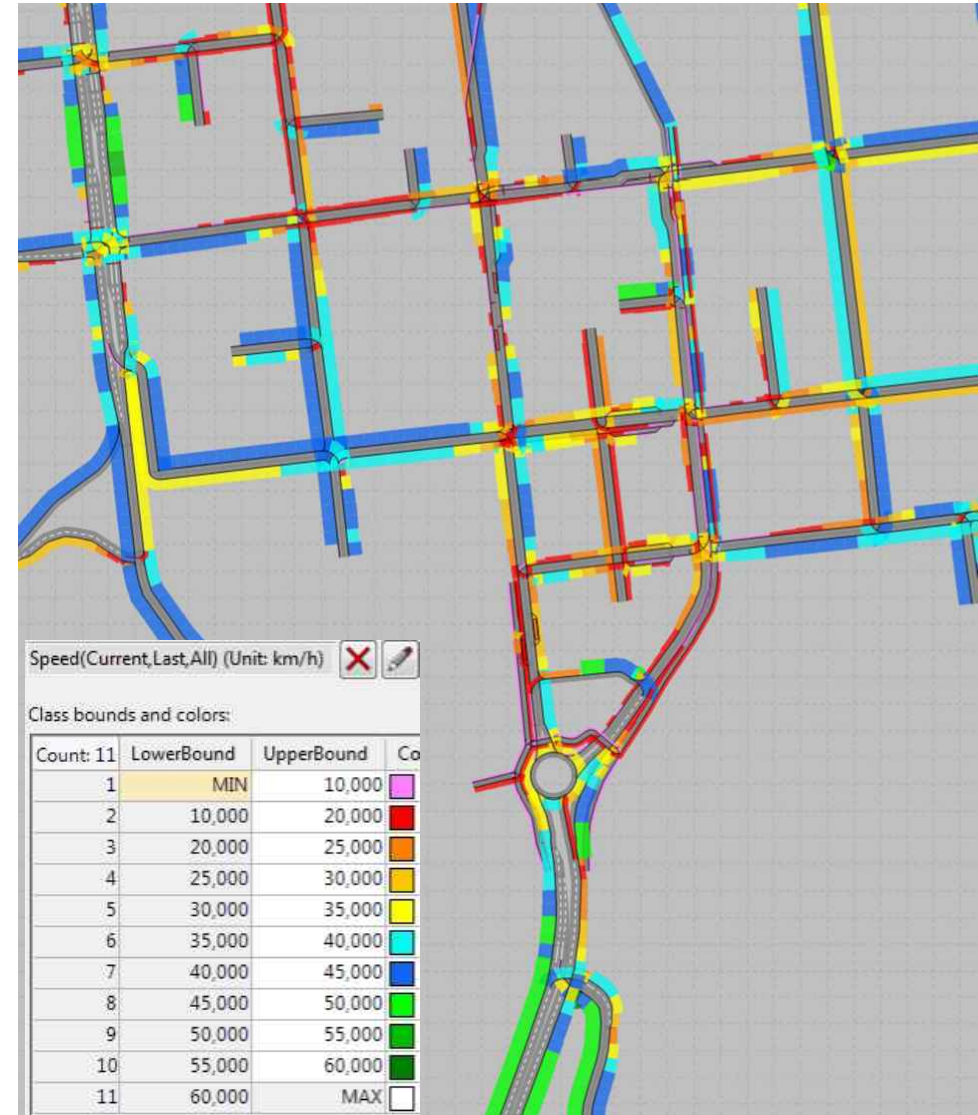 Speed(Current,Last,All) (Unit: km/h)
Class bounds and colors:
Count: 11 LowerBound UpperBound Co
1 MIN 10,000
2 10,000 20,000
3 20,000 25,000
4 25,000 30,000
5 30,000 35,000
6 35,000 40,000
7 40,000 45,000
8 45,000 50,000
9 50,000 55,000
10 55,000 60,000
11 60,000 MAX